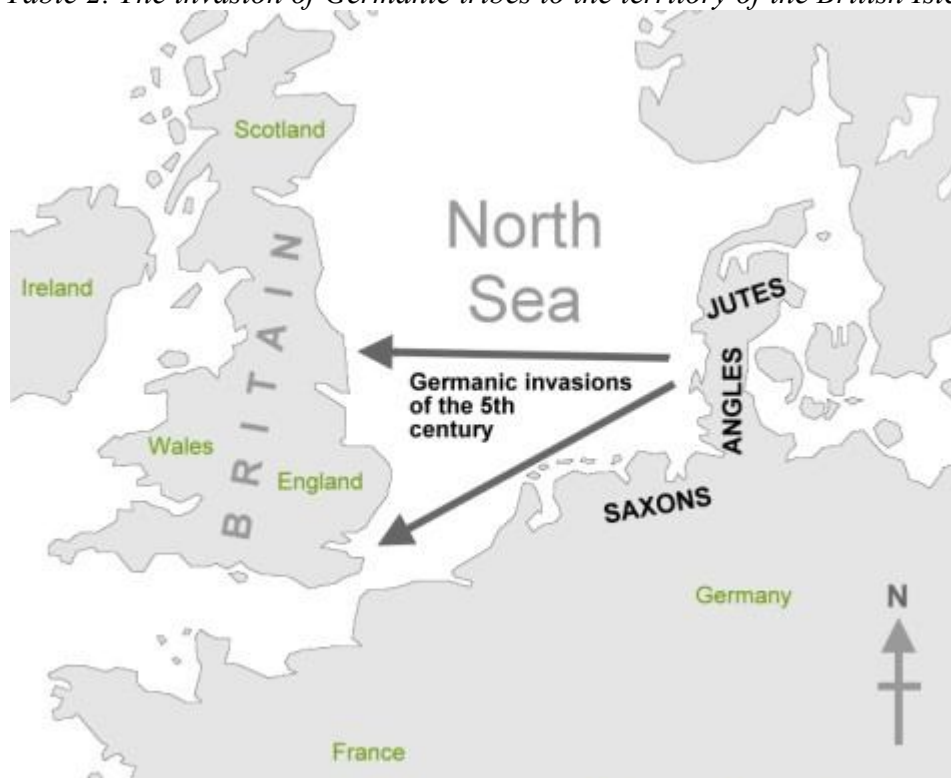 Table 2. The invasion of Germanic tribes to the territory of the British Isle
Scotland
North
Sea
Ireland
JUTES
BRITAIN
Germanic invasions
of the 5th
century
ANGLES
Wales
England
SAXONS
Germany
N
France